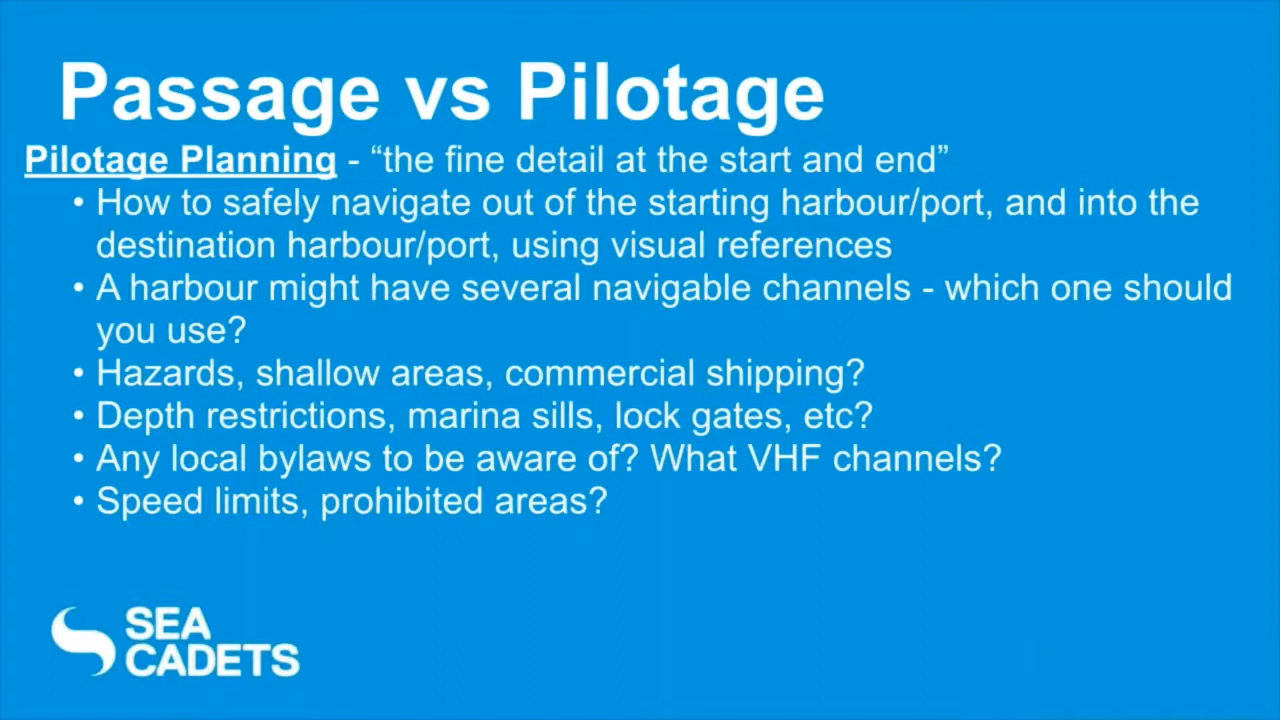 Passage vs Pilotage
Pilotage Planning - “the fine detail at the start and end”
• How to safely navigate out of the starting harbour/port, and into the
destination harbour/port, using visual references
• A harbour might have several navigable channels - which one should
you use?
• Hazards, shallow areas, commercial shipping?
• Depth restrictions, marina sills, lock gates, etc?
• Any local bylaws to be aware of? What VHF channels?
• Speed limits, prohibited areas?
SEA
CADETS